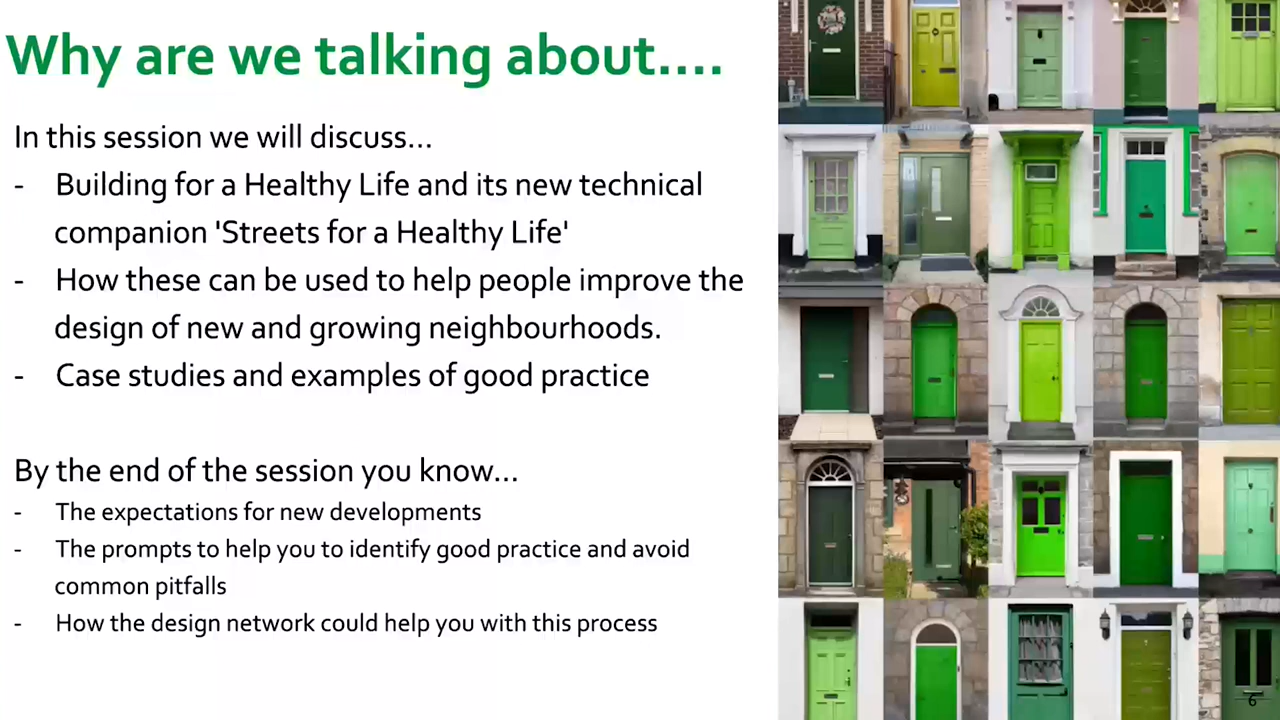 Why are we talking about....
In this session we will discuss...
- Building for a Healthy Life and its new technical
companion 'Streets for a Healthy Life'
- How these can be used to help people improve the
design of new and growing neighbourhoods.
- Case studies and examples of good practice
By the end of the session you know...
- The expectations for new developments
- The prompts to help you to identify good practice and avoid
common pitfalls
- How the design network could help you with this process
6